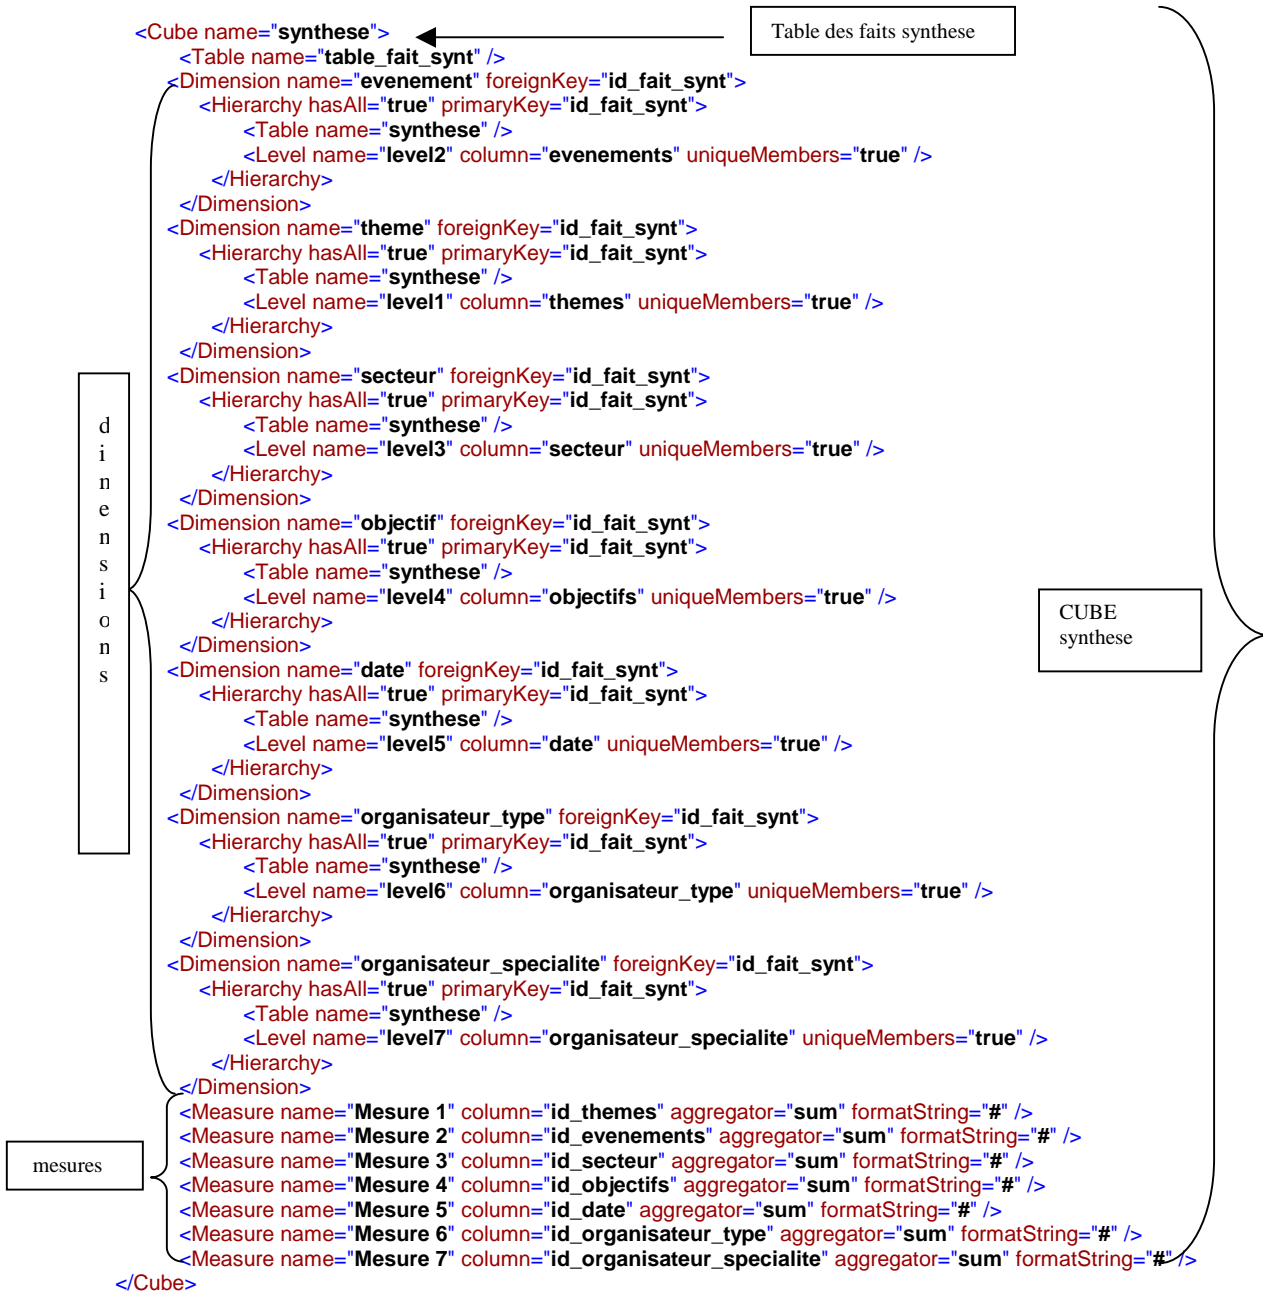 <Cube name="synthese">
Table des faits synthese
<Table name="table_fait_synt" />
<Dimension name="evenement" foreignKey="id_fait_synt">
<Hierarchy hasAll="true" primaryKey="id_fait_synt">
<Table name="synthese" />
<Level name="level2" column="evenements" uniqueMembers="true" />
</Hierarchy>
</Dimension>
<Dimension name="theme" foreignKey="id_fait_synt">
<Hierarchy hasAll="true" primaryKey="id_fait_synt">
<Table name="synthese" />
<Level name="level1" column="themes" uniqueMembers="true" />
</Hierarchy>
</Dimension>
<Dimension name="secteur" foreignKey="id_fait_synt">
<Hierarchy hasAll="true" primaryKey="id_fait_synt">
<Table name="synthese" />
<Level name="level3" column="secteur" uniqueMembers="true" />
</Hierarchy>
</Dimension>
<Dimension name="objectif" foreignKey="id_fait_synt">
<Hierarchy hasAll="true" primaryKey="id_fait_synt">
<Table name="synthese" />
<Level name="level4" column="objectifs" uniqueMembers="true" />
</Hierarchy>
</Dimension>
<Dimension name="date" foreignKey="id_fait_synt">
<Hierarchy hasAll="true" primaryKey="id_fait_synt">
<Table name="synthese" />
<Level name="level5" column="date" uniqueMembers="true" />
</Hierarchy>
</Dimension>
<Dimension name="organisateur_type" foreignKey="id_fait_synt">
<Hierarchy hasAll="true" primaryKey="id_fait_synt">
<Table name="synthese" />
<Level name="level6" column="organisateur_type" uniqueMembers="true" />
</Hierarchy>
</Dimension>
<Dimension name="organisateur_specialite" foreignKey="id_fait_synt">
<Hierarchy hasAll="true" primaryKey="id_fait_synt">
<Table name="synthese" />
<Level name="level7" column="organisateur_specialite" uniqueMembers="true" />
</Hierarchy>
</Dimension>
<Measure name="Mesure 1" column="id_themes" aggregator="sum" formatString="#" />
<Measure name="Mesure 2" column="id_evenements" aggregator="sum" formatString="#" />
<Measure name="Mesure 3" column="id_secteur" aggregator="sum" formatString="#" />
<Measure name="Mesure 4" column="id_objectifs" aggregator="sum" formatString="#" />
<Measure name="Mesure 5" column="id_date" aggregator="sum" formatString="#" />
<Measure name="Mesure 6" column="id_organisateur_type" aggregator="sum" formatString="#" />
<Measure name="Mesure 7" column="id_organisateur_specialite" aggregator="sum" formatString="#" />
</Cube>
d
i
n
e
n
s
i
o
n
s
mesures
CUBE
synthese